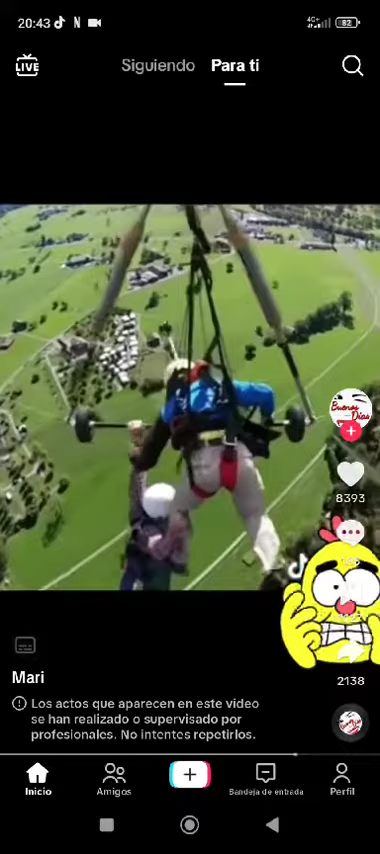 20:43
4G+
82
LIVE
Siguiendo
Para ti
Buenos
Días
8393
2138
Mari
Los actos que aparecen en este video
se han realizado o supervisado por
profesionales. No intentes repetirlos.
Inicio
Amigos
Bandeja de entrada
Perfil